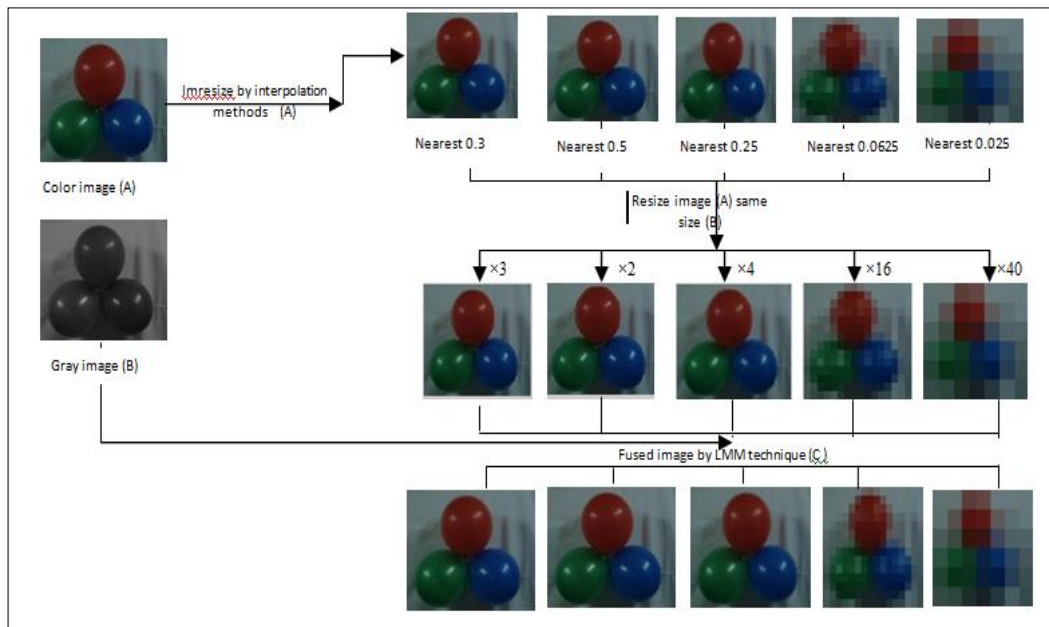 Imresize by interpolation
methods (A)
Nearest 0.3
Nearest 0.5
Nearest 0.25
Nearest 0.0625
Nearest 0.025
Color image (A)
Resize image (A) same
size (B)
×3
×2
×4
×16
×40
Gray image (B)
Fused image by LMM technique (C)